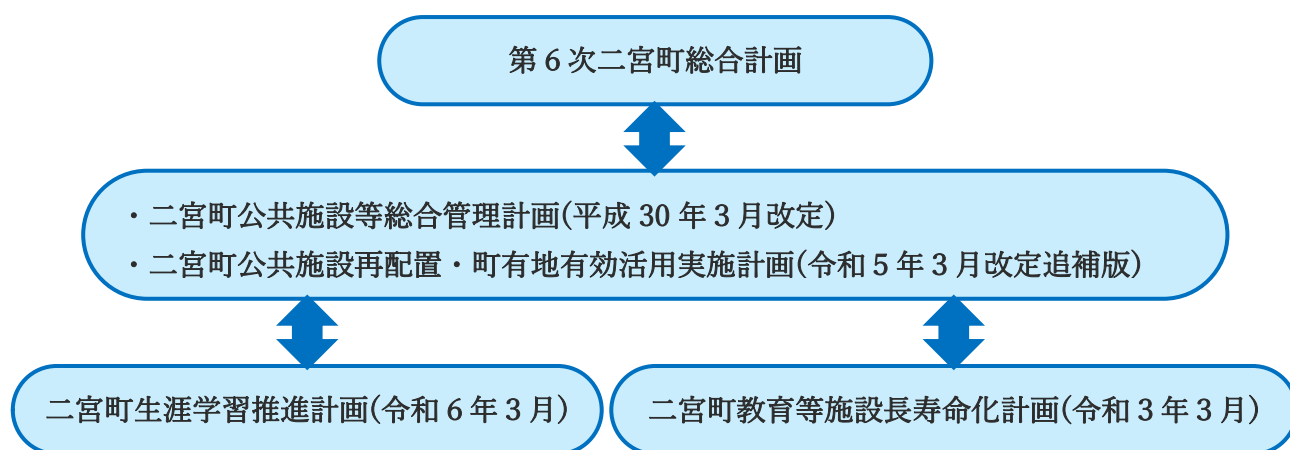 第6次二宮町総合計画
・二宮町公共施設等総合管理計画(平成 30 年3月改定)
・二宮町公共施設再配置・町有地有効活用実施計画(令和5年3月改定追補版)
二宮町生涯学習推進計画(令和6年3月)
二宮町教育等施設長寿命化計画(令和3年3月)